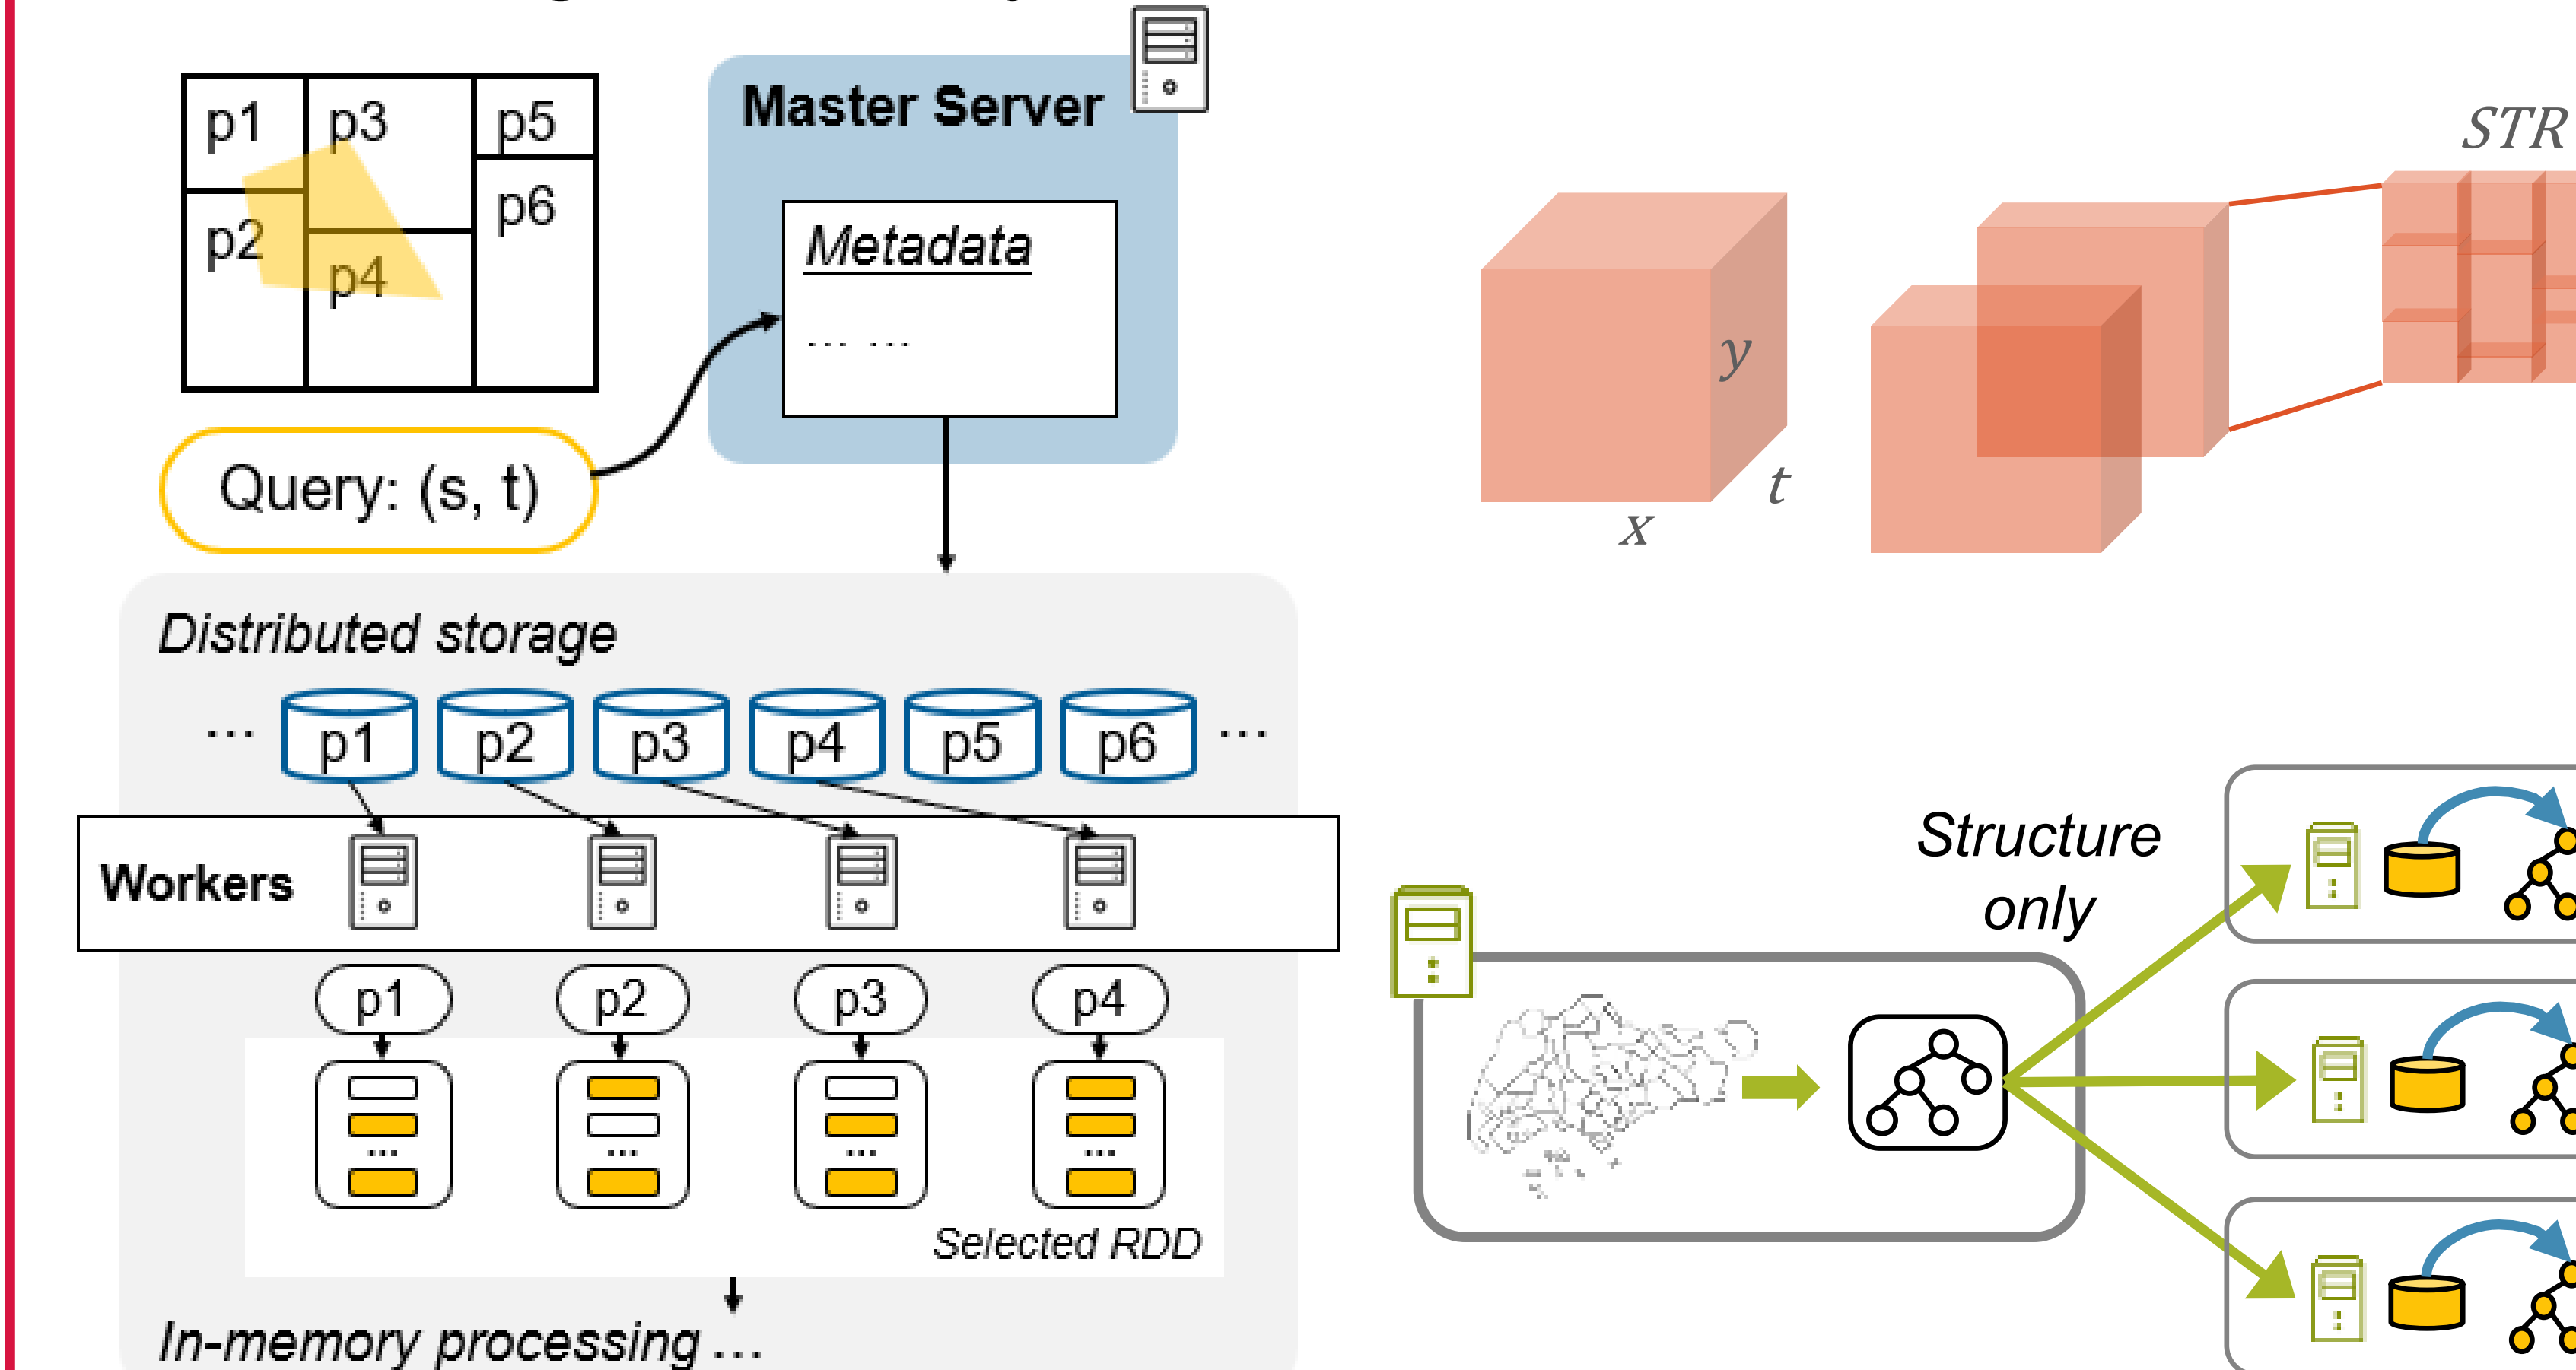 p1
p3
p5
p2
p4
p6
Query: (s, t)
Master Server
Metadata
... ...
Distributed storage
... p1 p2 p3 p4 p5 p6 ...
Workers
p1 p2 p3 p4
... ... ... ...
Selected RDD
In-memory processing ...
STR
y
t
x
Structure
only